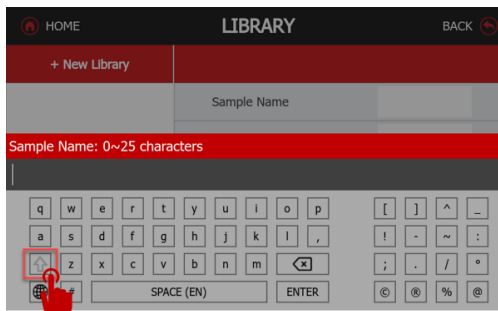 HOME LIBRARY BACK
+ New Library
Sample Name
Sample Name: 0~25 characters
q w e r t y u i o p [ ] ^ _
a s d f g h j k l , ! - ~ :
z x c v b n m ; . / °
# SPACE (EN) ENTER © ® % @